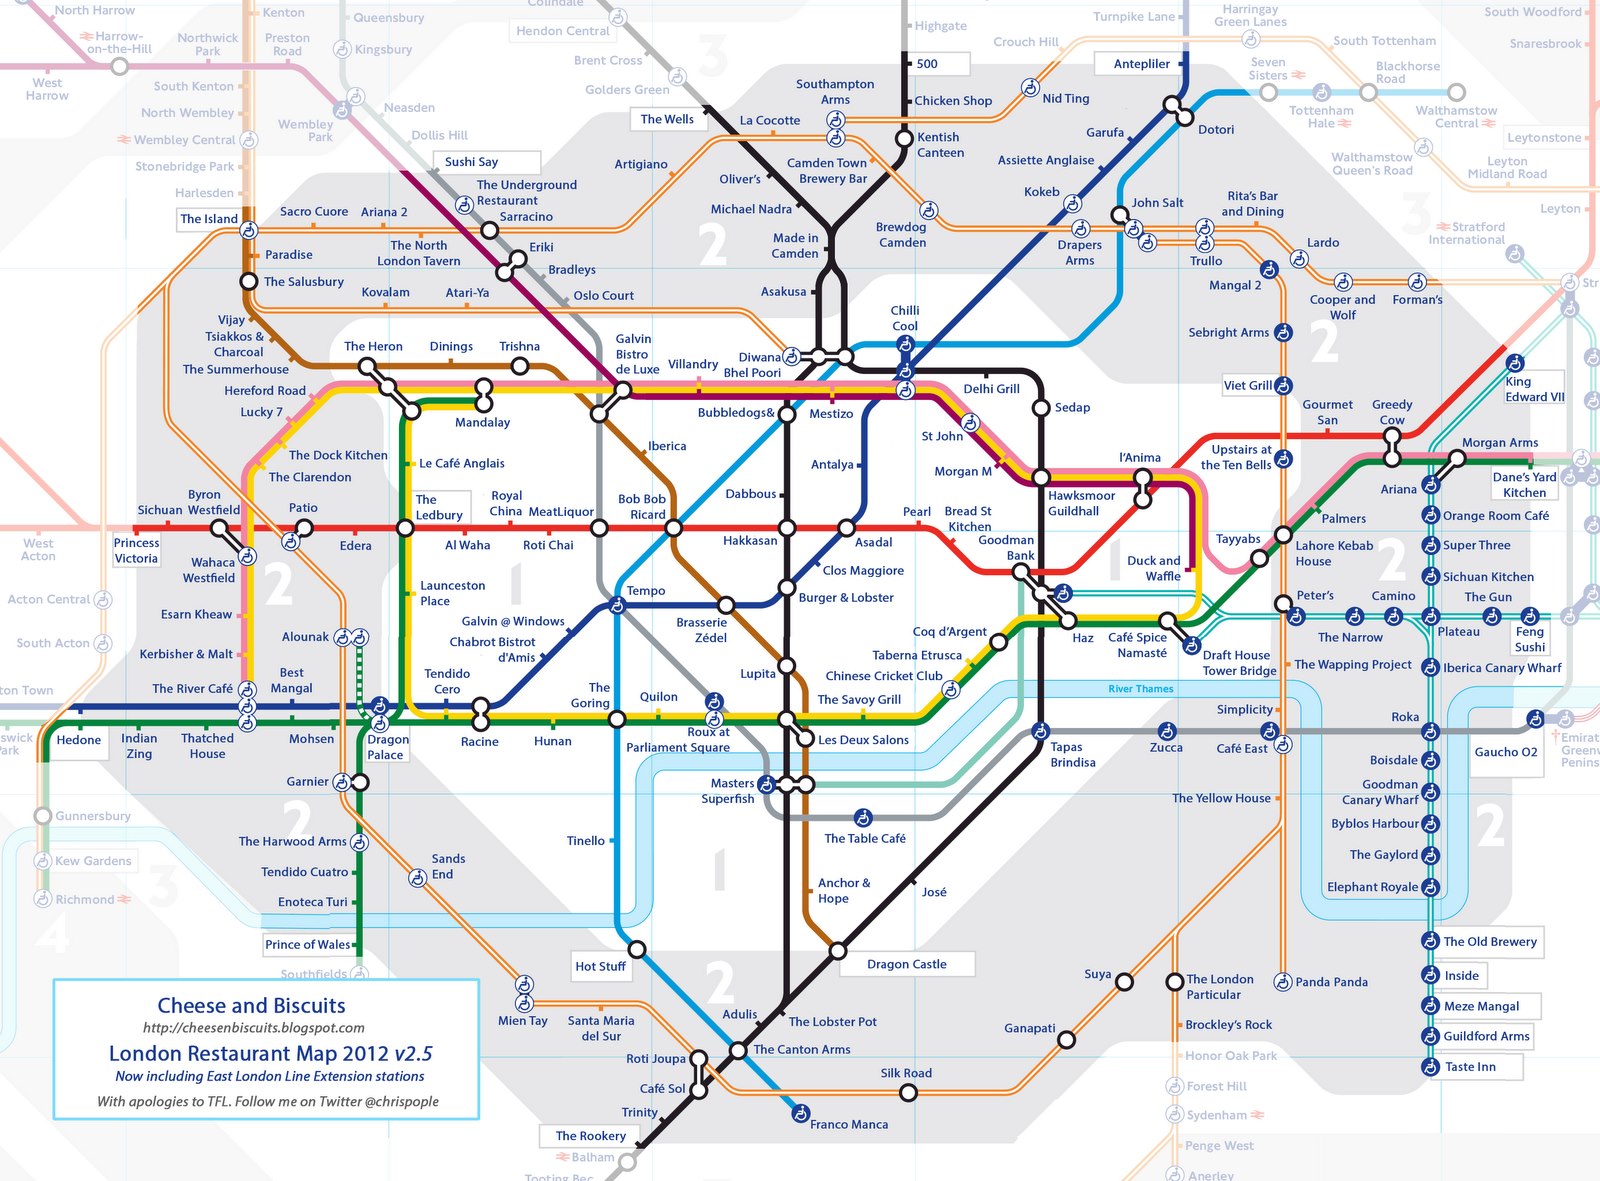 North Harrow
Harrow-
on-the-Hill
West
Harrow
Northwick
Park
Preston
Road
Kenton
South Kenton
North Wembley
Wembley Central
Stonebridge Park
Harlesden
Queensbury
Kingsbury
Wembley
Park
Neasden
Dollis Hill
Colindale
Hendon Central
Brent Cross
Golders Green
3
Highgate
500
Chicken Shop
Kentish
Canteen
Crouch Hill
Turnpike Lane
Harringay
Green Lanes
South Tottenham
Seven
Sisters
Blackhorse
Road
Tottenham
Hale
Walthamstow
Central
Walthamstow
Queen's Road
Leyton
Midland Road
South Woodford
Snaresbrook
Leytonstone
Leyton
3
Stratford
International
Str
Antepliler
Nid Ting
Southampton
Arms
The Wells
La Cocotte
Artigiano
Camden Town
Brewery Bar
Oliver's
Michael Nadra
Made in
Camden
Asakusa
2
Brewdog
Camden
Garufa
Assiette Anglaise
Kokeb
Dotori
John Salt
Drapers
Arms
Trullo
Rita's Bar
and Dining
Lardo
Mangal 2
Cooper and
Wolf
Forman's
Sushi Say
The Underground
Restaurant
Sarracino
Eriki
Bradleys
Oslo Court
The Island
Sacro Cuore
Ariana 2
The North
London Tavern
Paradise
The Salusbury
Kovalam
Atari-Ya
Vijay
Tsiakkos &
Charcoal
The Summerhouse
The Heron
Dinings
Trishna
Galvin
Bistro
de Luxe
Villandry
Diwana
Bhel Poori
Chilli
Cool
Delhi Grill
Sedap
Sebright Arms
2
Viet Grill
King
Edward VII
Hereford Road
Lucky 7
The Dock Kitchen
The Clarendon
Mandalay
Bubbledogs&
Mestizo
St John
Morgan M
Iberica
Le Café Anglais
Antalya
Dabbous
Hawksmoor
Guildhall
I'Anima
Upstairs at
the Ten Bells
Gourmet
San
Greedy
Cow
Morgan Arms
Dane's Yard
Kitchen
Ariana
Orange Room Café
Super Three
Sichuan Kitchen
The Gun
Feng
Sushi
Palmers
Tayyabs
Lahore Kebab
House
2
Byron
Westfield
Sichuan
Patio
The
Ledbury
Royal
China
MeatLiquor
Bob Bob
Ricard
Hakkasan
Asadal
Pearl
Bread St
Kitchen
Goodman
Bank
Duck and
Waffle
1
West
Acton
Princess
Victoria
Edera
Al Waha
Roti Chai
Wahaca
Westfield
2
Acton Central
South Acton
Esarn Kheaw
Kerbisher & Malt
Alounak
Launceston
Place
1
Galvin @ Windows
Chabrot Bistrot
d'Amis
Tempo
Brasserie
Zédel
Clos Maggiore
Burger & Lobster
Coq d'Argent
Taberna Etrusca
Chinese Cricket Club
The Savoy Grill
Haz
Café Spice
Namasté
Draft House
Tower Bridge
Peter's
The Narrow
Camino
Plateau
The Wapping Project
Iberica Canary Wharf
ton Town
The River Café
Best
Mangal
Tendido
Cero
The
Goring
Quilon
Lupita
River Thames
Simplicity
Roka
swick
Park
Hedone
Indian
Zing
Thatched
House
Mohsen
Dragon
Palace
Racine
Hunan
Roux at
Parliament Square
Les Deux Salons
Tapas
Brindisa
Zucca
Café East
Gaucho O2
Emirat
Greenw
Penins
Garnier
Masters
Superfish
Boisdale
Goodman
Canary Wharf
The Yellow House
Gunnersbury
2
The Table Café
Byblos Harbour
2
Kew Gardens
Richmond
3
4
The Harwood Arms
Tendido Cuatro
Enoteca Turi
Prince of Wales
Southfields
Sands
End
Tinello
1
Anchor &
Hope
José
The Gaylord
Elephant Royale
The Old Brewery
Inside
Meze Mangal
Guildford Arms
Taste Inn
Hot Stuff
2
Dragon Castle
Suya
The London
Particular
Panda Panda
Brockley's Rock
Honor Oak Park
Forest Hill
Sydenham
Penge West
Anerley
Mien Tay
Santa Maria
del Sur
Adulis
The Lobster Pot
The Canton Arms
Ganapati
Silk Road
Roti Joupa
Café Sol
Trinity
Franco Manca
The Rookery
Balham
Tooting Bec
Cheese and Biscuits
http://cheesenbiscuits.blogspot.com
London Restaurant Map 2012 v2.5
Now including East London Line Extension stations
With apologies to TFL. Follow me on Twitter @chrispople